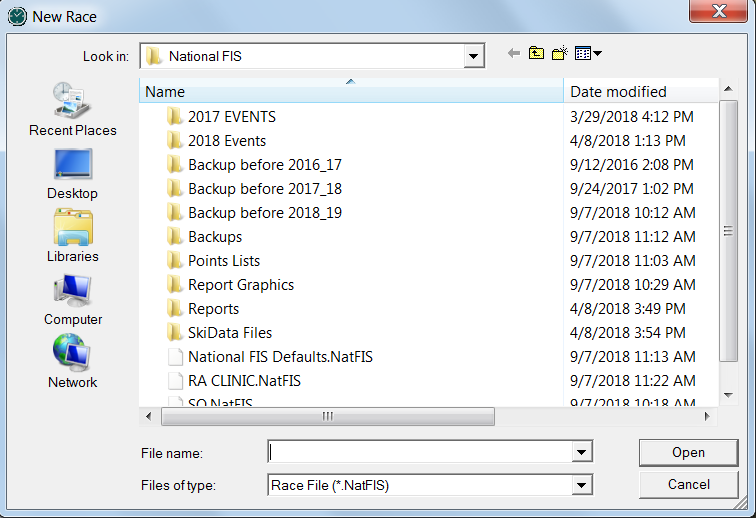 New Race
Look in: National FIS
Name Date modified
2017 EVENTS 3/29/2018 4:12 PM
2018 Events 4/8/2018 1:13 PM
Backup before 2016_17 9/12/2016 2:08 PM
Backup before 2017_18 9/24/2017 1:02 PM
Backup before 2018_19 9/7/2018 10:12 AM
Backups 9/7/2018 11:12 AM
Points Lists 9/7/2018 11:03 AM
Report Graphics 9/7/2018 10:29 AM
Reports 4/8/2018 3:49 PM
SkiData Files 4/8/2018 3:54 PM
National FIS Defaults.NatFIS 9/7/2018 11:13 AM
RA CLINIC.NatFIS 9/7/2018 11:22 AM
SQ.NatFIS 9/7/2018 10:18 AM
Recent Places
Desktop
Libraries
Computer
Network
File name: Open
Files of type: Race File (*.NatFIS) Cancel